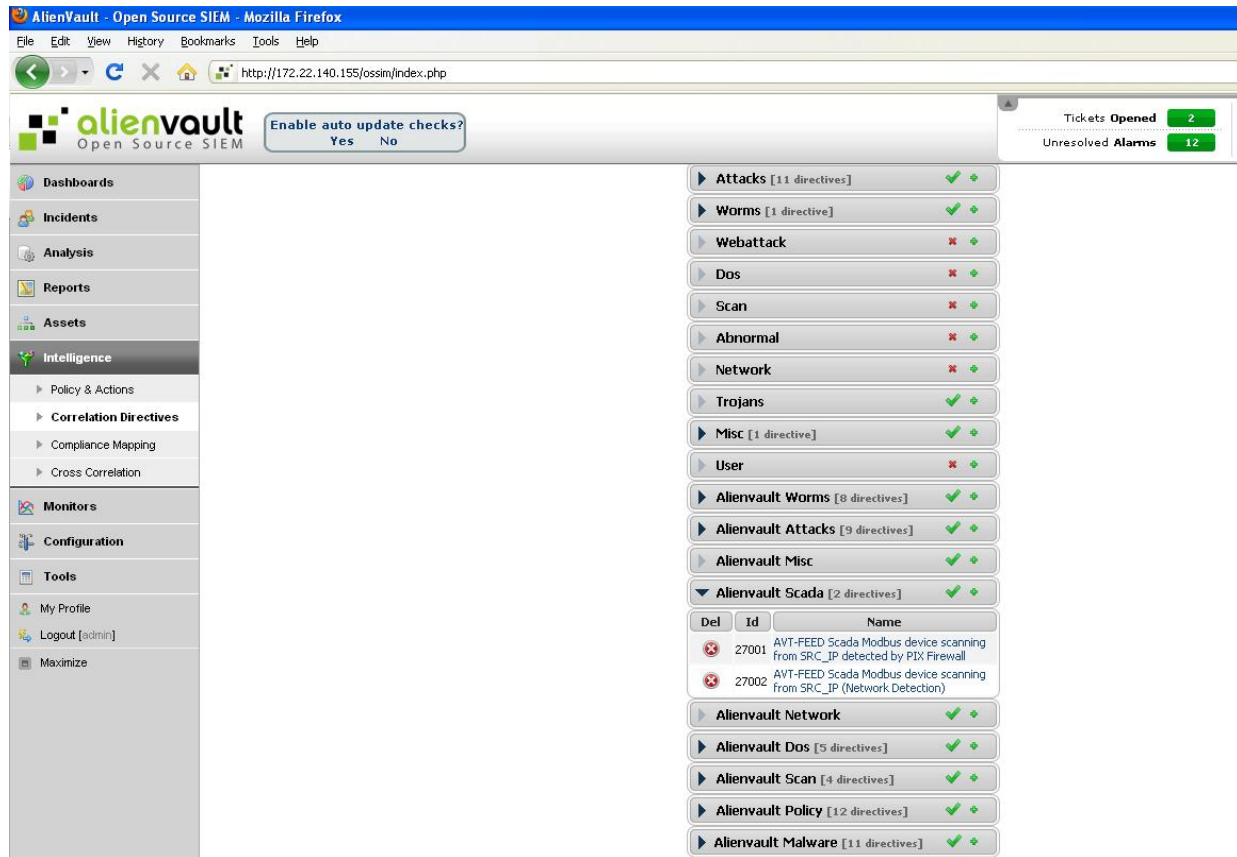 AlienVault - Open Source SIEM - Mozilla Firefox
File Edit View History Bookmarks Tools Help
http://172.22.140.155/ossim/index.php
alienvault
Open Source SIEM
Enable auto update checks?
Yes No
Tickets Opened 2
Unresolved Alarms 12
Dashboards
Incidents
Analysis
Reports
Assets
Intelligence
Policy & Actions
Correlation Directives
Compliance Mapping
Cross Correlation
Monitors
Configuration
Tools
My Profile
Logout [admin]
Maximize
Attacks [11 directives]
Worms [1 directive]
Webattack
Dos
Scan
Abnormal
Network
Trojans
Misc [1 directive]
User
Alienvault Worms [8 directives]
Alienvault Attacks [9 directives]
Alienvault Misc
Alienvault Scada [2 directives]
Del Id Name
27001 AVT-FEED Scada Modbus device scanning
from SRC_IP detected by PIX Firewall
27002 AVT-FEED Scada Modbus device scanning
from SRC_IP (Network Detection)
Alienvault Network
Alienvault Dos [5 directives]
Alienvault Scan [4 directives]
Alienvault Policy [12 directives]
Alienvault Malware [11 directives]